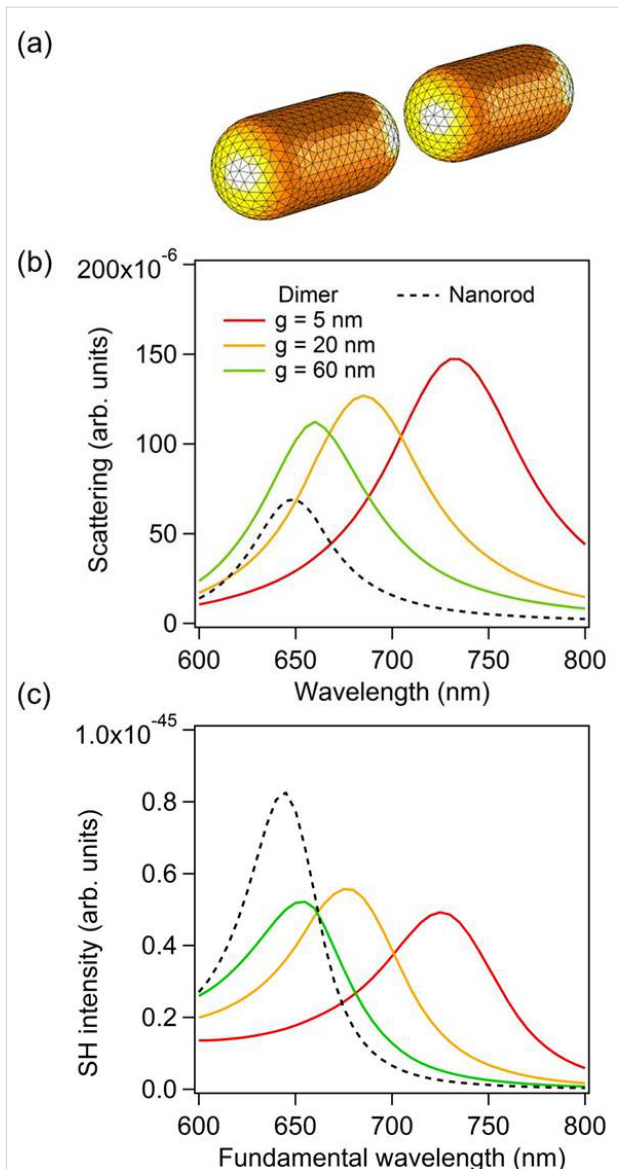 (a)
(b)
200x10⁻⁶
Dimer
Nanorod
g = 5 nm
g = 20 nm
g = 60 nm
150
100
50
0
Scattering (arb. units)
600 650 700 750 800
Wavelength (nm)
(c)
1.0x10⁻⁴⁵
0.8
0.6
0.4
0.2
0.0
SH intensity (arb. units)
600 650 700 750 800
Fundamental wavelength (nm)